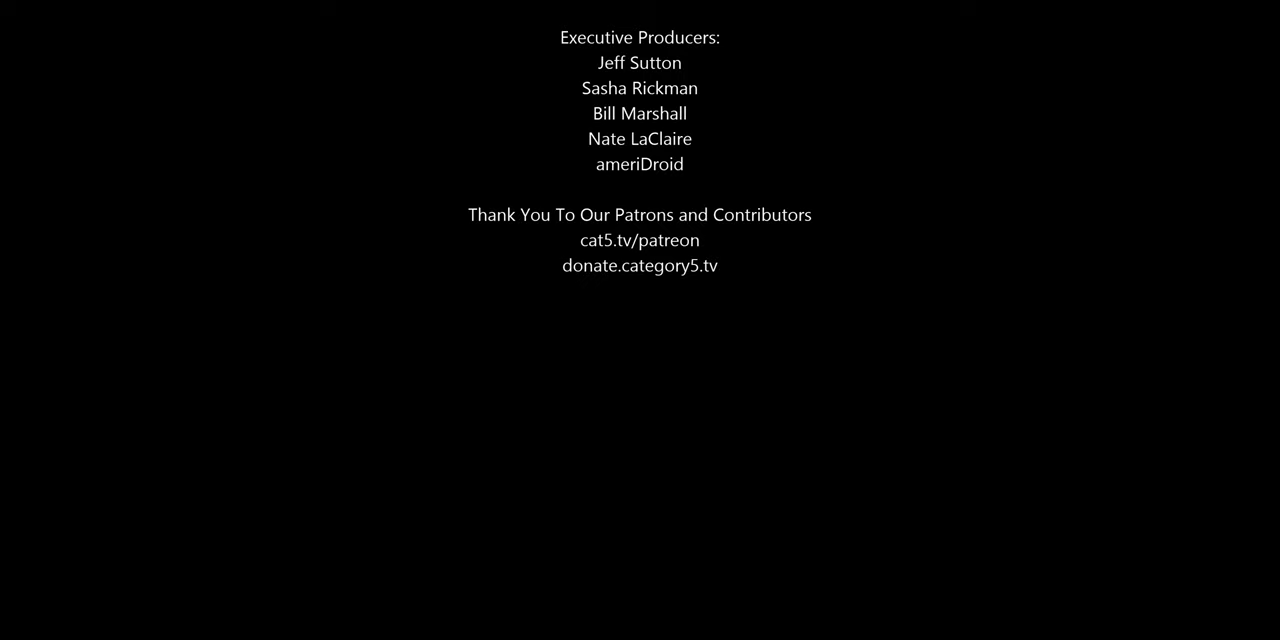 Executive Producers:
Jeff Sutton
Sasha Rickman
Bill Marshall
Nate LaClaire
ameriDroid
Thank You To Our Patrons and Contributors
cat5.tv/patreon
donate.category5.tv